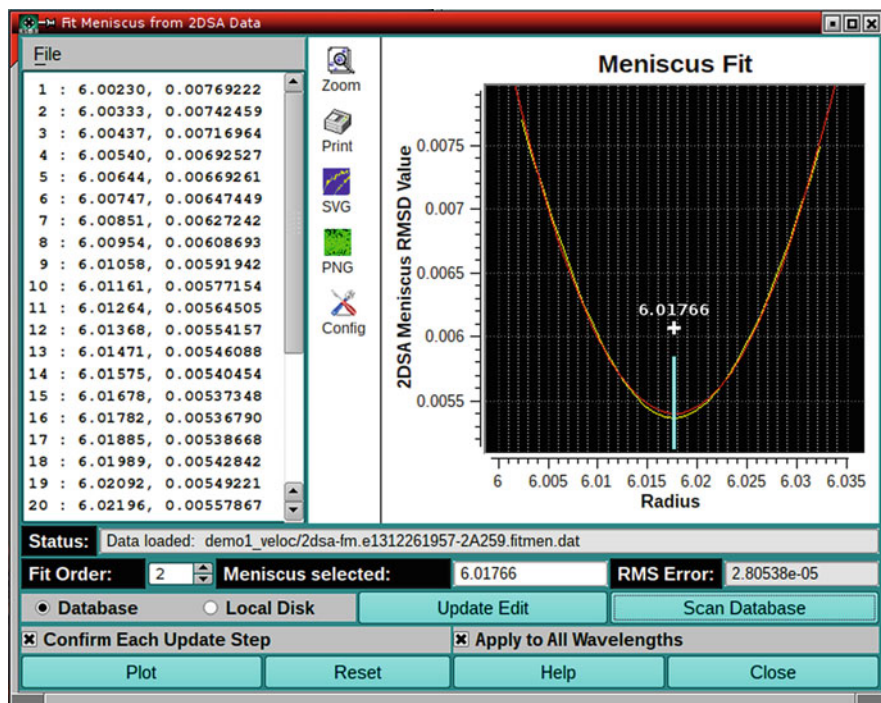 Fit Meniscus from 2DSA Data
File
1 : 6.00230, 0.00769222
2 : 6.00333, 0.00742459
3 : 6.00437, 0.00716964
4 : 6.00540, 0.00692527
5 : 6.00644, 0.00669261
6 : 6.00747, 0.00647449
7 : 6.00851, 0.00627242
8 : 6.00954, 0.00608693
9 : 6.01058, 0.00591942
10 : 6.01161, 0.00577154
11 : 6.01264, 0.00564505
12 : 6.01368, 0.00554157
13 : 6.01471, 0.00546088
14 : 6.01575, 0.00540454
15 : 6.01678, 0.00537348
16 : 6.01782, 0.00536790
17 : 6.01885, 0.00538668
18 : 6.01989, 0.00542842
19 : 6.02092, 0.00549221
20 : 6.02196, 0.00557867
Zoom
Print
SVG
PNG
Config
Meniscus Fit
2DSA Meniscus RMSD Value
0.0075
0.007
0.0065
0.006
0.0055
6.01766
6 6.005 6.01 6.015 6.02 6.025 6.03 6.035
Radius
Status: Data loaded: demo1_veloc/2dsa-fm.e1312261957-2A259.fitmen.dat
Fit Order: 2 Meniscus selected: 6.01766 RMS Error: 2.80538e-05
Database Local Disk Update Edit Scan Database
Confirm Each Update Step Apply to All Wavelengths
Plot Reset Help Close